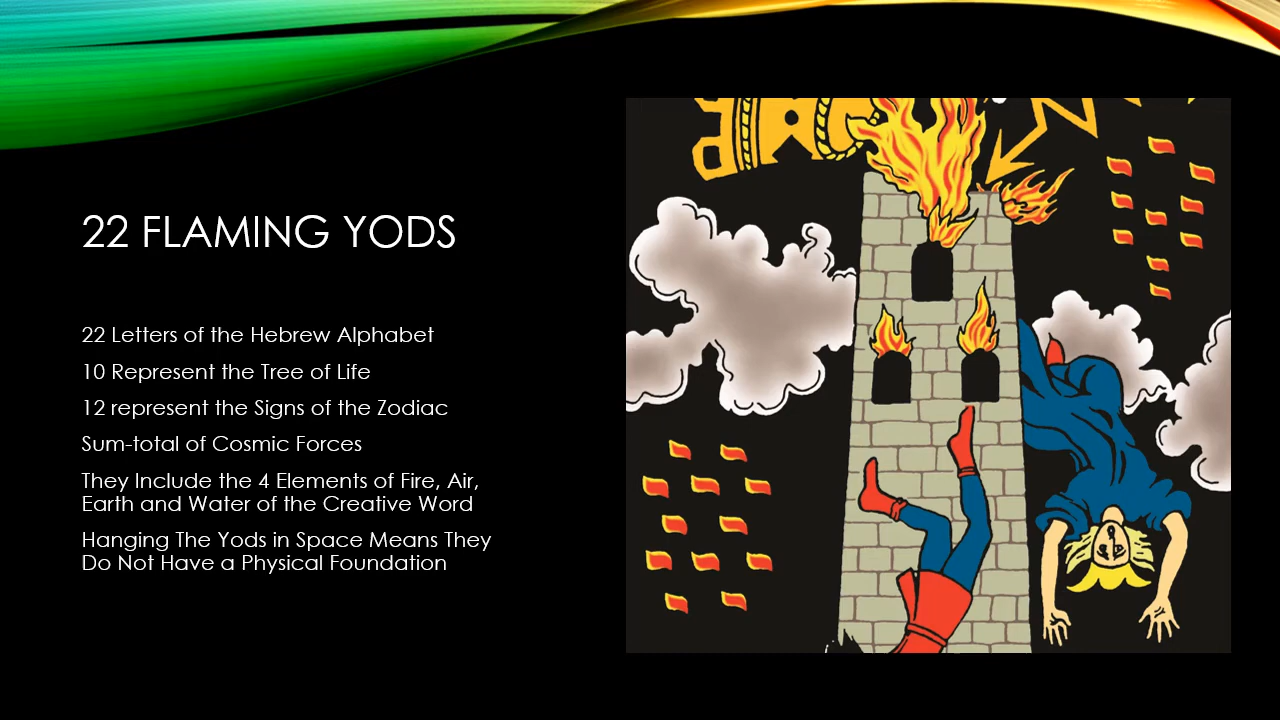 22 FLAMING YODS
22 Letters of the Hebrew Alphabet
10 Represent the Tree of Life
12 represent the Signs of the Zodiac
Sum-total of Cosmic Forces
They Include the 4 Elements of Fire, Air,
Earth and Water of the Creative Word
Hanging The Yods in Space Means They
Do Not Have a Physical Foundation